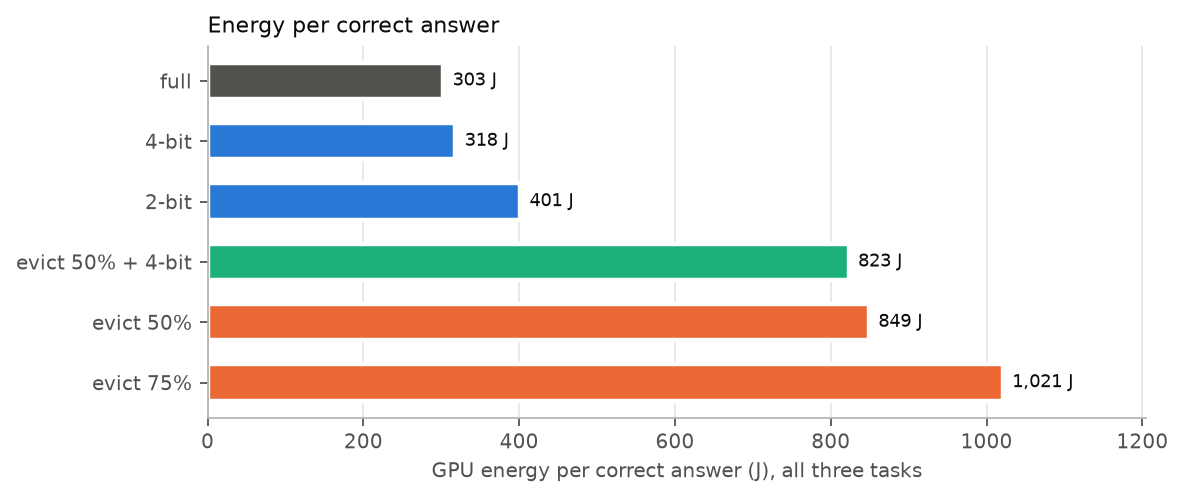 Energy per correct answer
full
303 J
4-bit
318 J
2-bit
401 J
evict 50% + 4-bit
823 J
evict 50%
849 J
evict 75%
1,021 J
0 200 400 600 800 1000 1200
GPU energy per correct answer (J), all three tasks